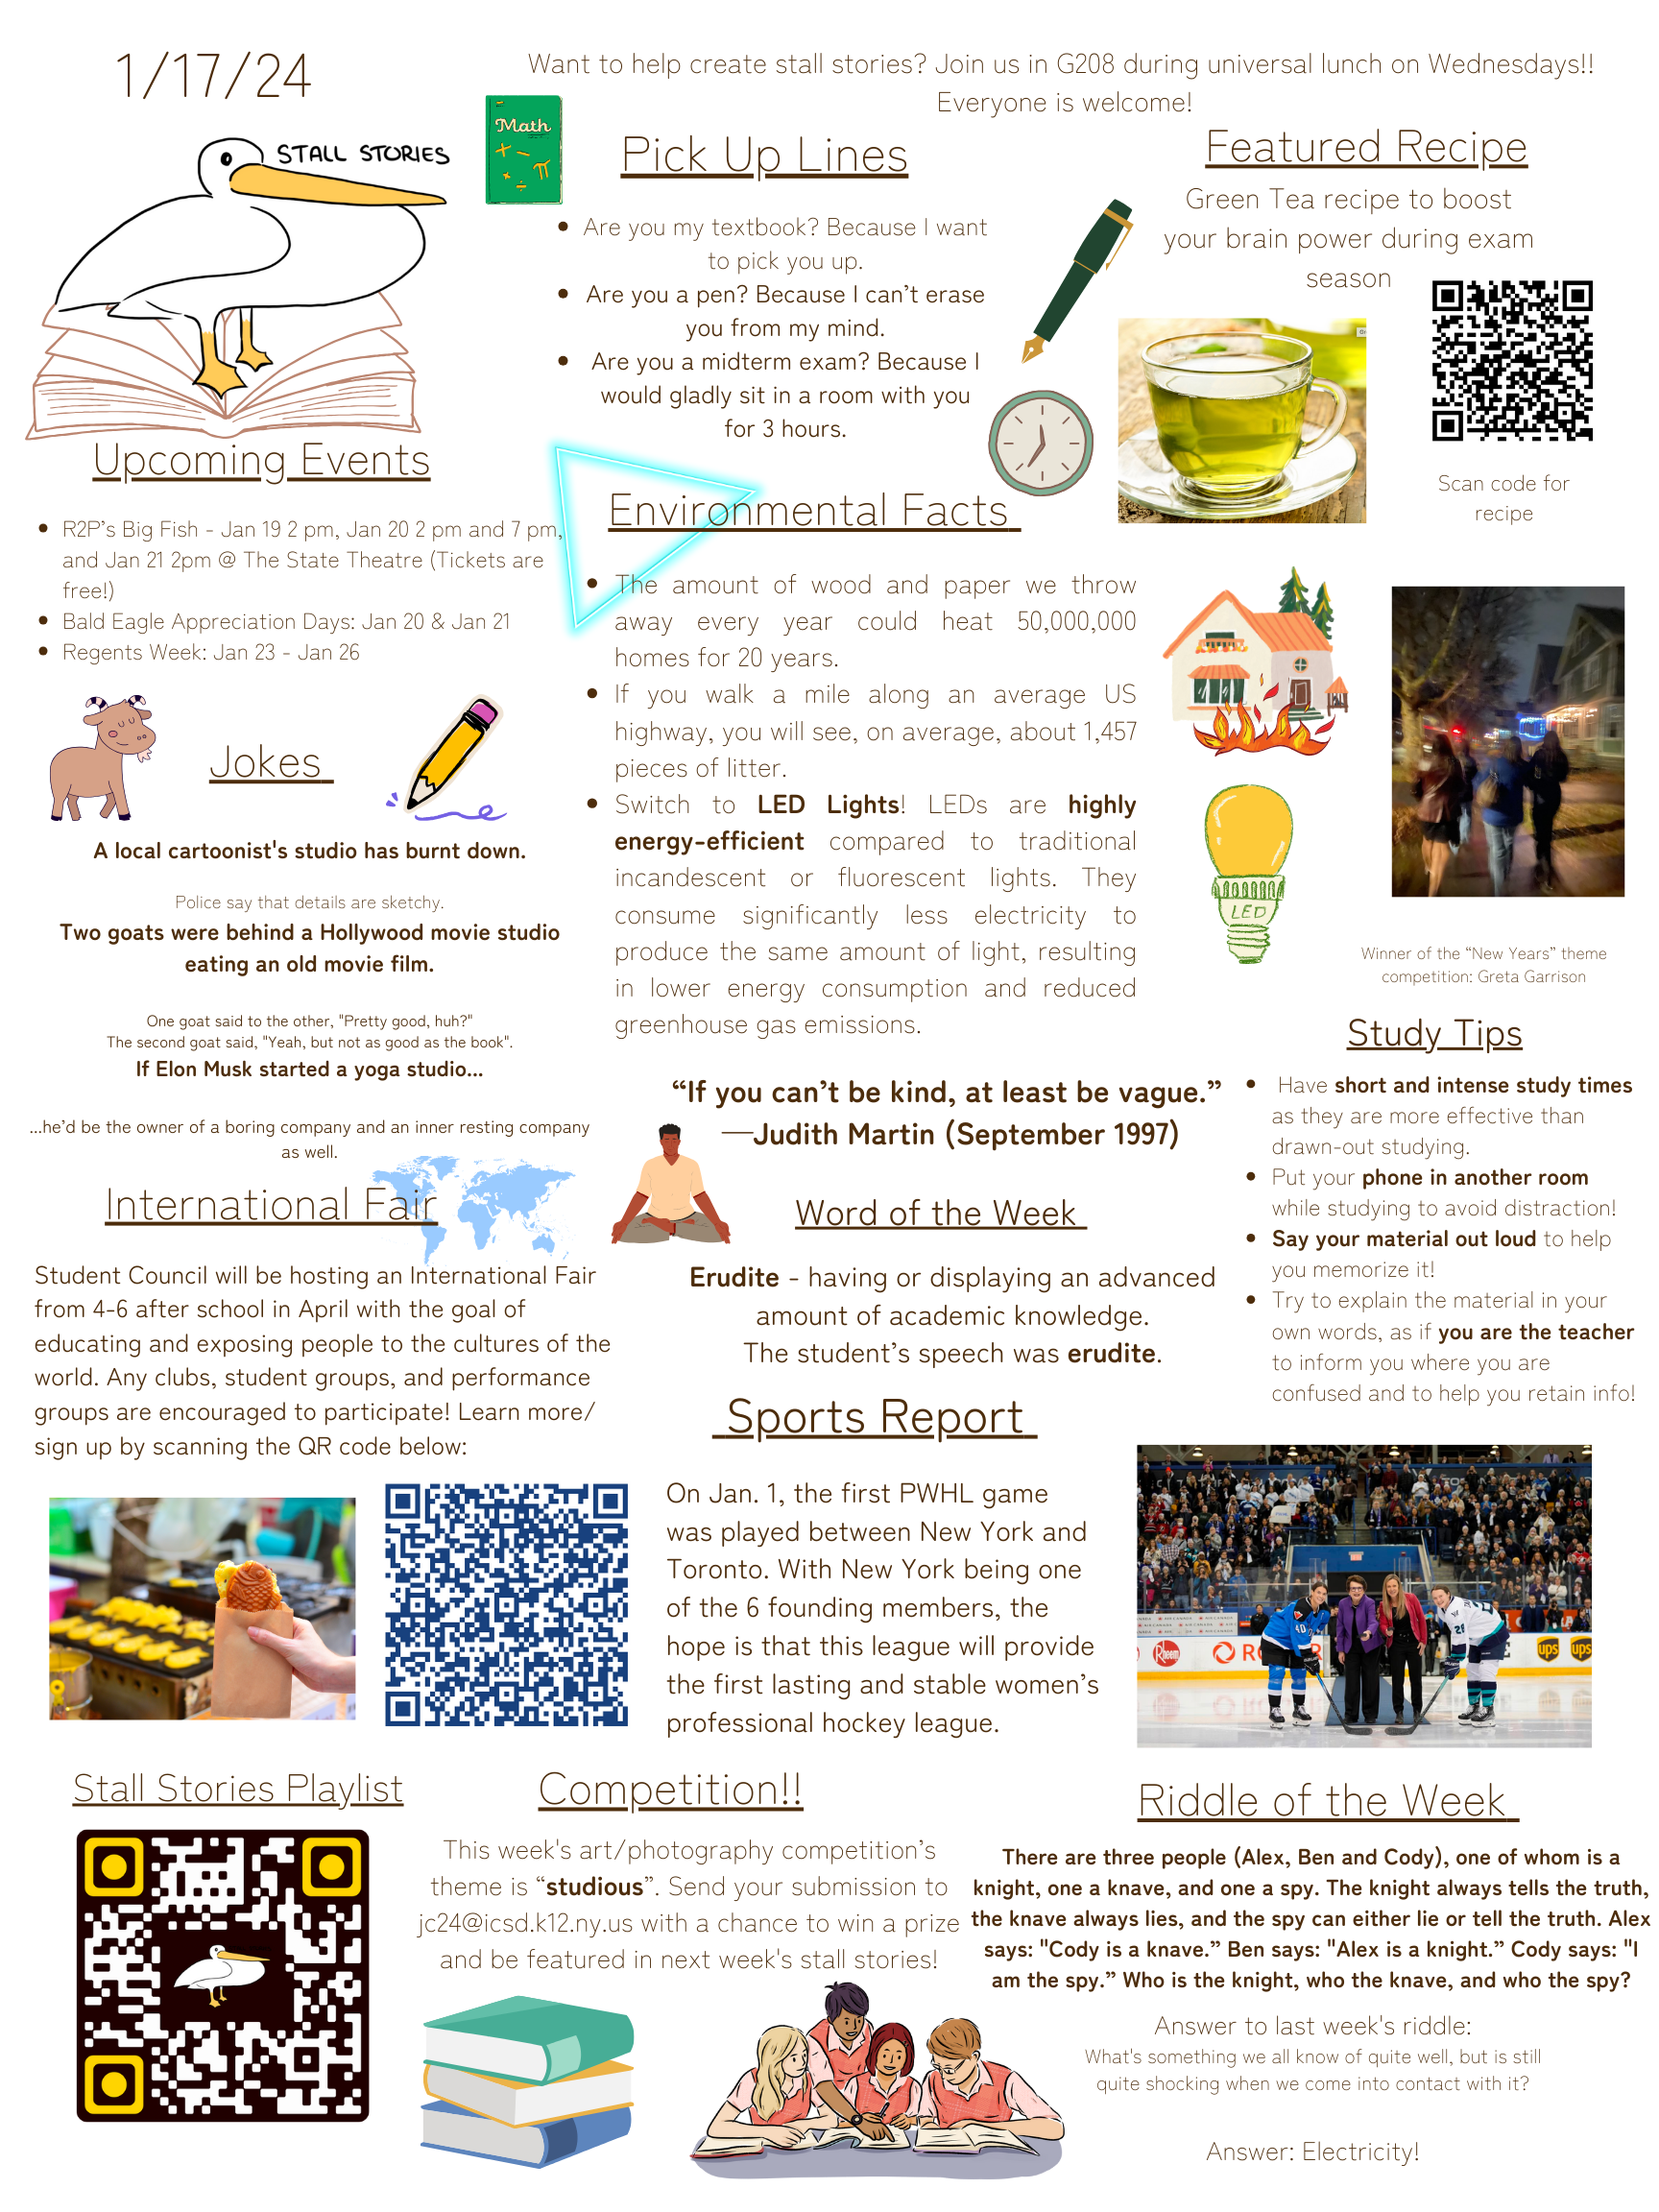 1/17/24
Want to help create stall stories? Join us in G208 during universal lunch on Wednesdays!!
Everyone is welcome!
STALL STORIES
Math
Pick Up Lines
Are you my textbook? Because I want
to pick you up.
Are you a pen? Because I can’t erase
you from my mind.
Are you a midterm exam? Because I
would gladly sit in a room with you
for 3 hours.
Featured Recipe
Green Tea recipe to boost
your brain power during exam
season
Scan code for
recipe
Upcoming Events
R2P’s Big Fish - Jan 19 2 pm, Jan 20 2 pm and 7 pm,
and Jan 21 2pm @ The State Theatre (Tickets are
free!)
Bald Eagle Appreciation Days: Jan 20 & Jan 21
Regents Week: Jan 23 - Jan 26
Environmental Facts
The amount of wood and paper we throw
away every year could heat 50,000,000
homes for 20 years.
If you walk a mile along an average US
highway, you will see, on average, about 1,457
pieces of litter.
Switch to LED Lights! LEDs are highly
energy-efficient compared to traditional
incandescent or fluorescent lights. They
consume significantly less electricity to
produce the same amount of light, resulting
in lower energy consumption and reduced
greenhouse gas emissions.
LED
Winner of the “New Years” theme
competition: Greta Garrison
Jokes
A local cartoonist's studio has burnt down.
Police say that details are sketchy.
Two goats were behind a Hollywood movie studio
eating an old movie film.
One goat said to the other, "Pretty good, huh?"
The second goat said, "Yeah, but not as good as the book".
If Elon Musk started a yoga studio...
...he’d be the owner of a boring company and an inner resting company
as well.
“If you can’t be kind, at least be vague.”
—Judith Martin (September 1997)
Study Tips
Have short and intense study times
as they are more effective than
drawn-out studying.
Put your phone in another room
while studying to avoid distraction!
Say your material out loud to help
you memorize it!
Try to explain the material in your
own words, as if you are the teacher
to inform you where you are
confused and to help you retain info!
International Fair
Student Council will be hosting an International Fair
from 4-6 after school in April with the goal of
educating and exposing people to the cultures of the
world. Any clubs, student groups, and performance
groups are encouraged to participate! Learn more/
sign up by scanning the QR code below:
Word of the Week
Erudite - having or displaying an advanced
amount of academic knowledge.
The student’s speech was erudite.
Sports Report
On Jan. 1, the first PWHL game
was played between New York and
Toronto. With New York being one
of the 6 founding members, the
hope is that this league will provide
the first lasting and stable women’s
professional hockey league.
Rheem
40
28
ups
ups
Stall Stories Playlist
Competition!!
This week's art/photography competition’s
theme is “studious”. Send your submission to
jc24@icsd.k12.ny.us with a chance to win a prize
and be featured in next week's stall stories!
Riddle of the Week
There are three people (Alex, Ben and Cody), one of whom is a
knight, one a knave, and one a spy. The knight always tells the truth,
the knave always lies, and the spy can either lie or tell the truth. Alex
says: "Cody is a knave.” Ben says: "Alex is a knight.” Cody says: "I
am the spy.” Who is the knight, who the knave, and who the spy?
Answer to last week's riddle:
What's something we all know of quite well, but is still
quite shocking when we come into contact with it?
Answer: Electricity!